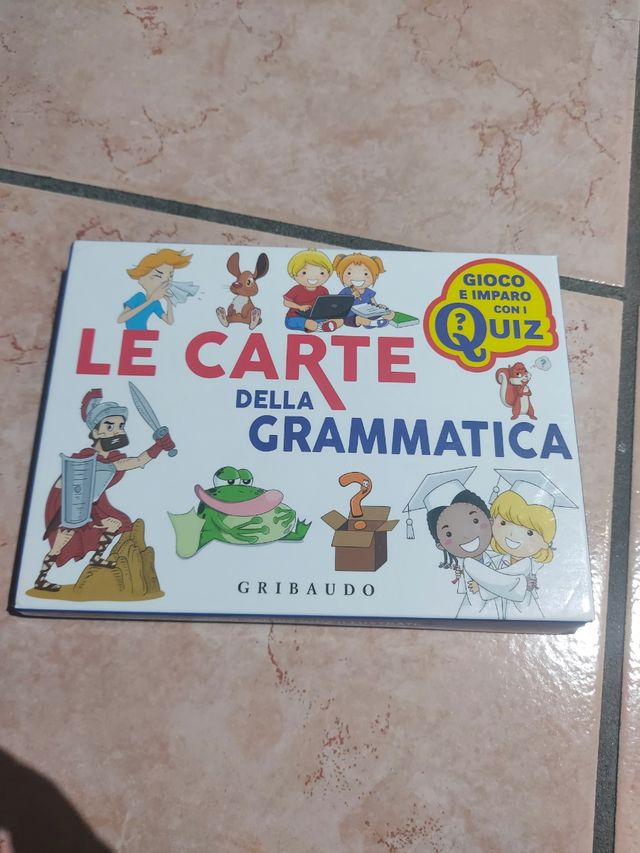 GIOCO
E IMPARO
CON I
QUIZ
?
LE CARTE
DELLA
GRAMMATICA
?
?
GRIBAUDO